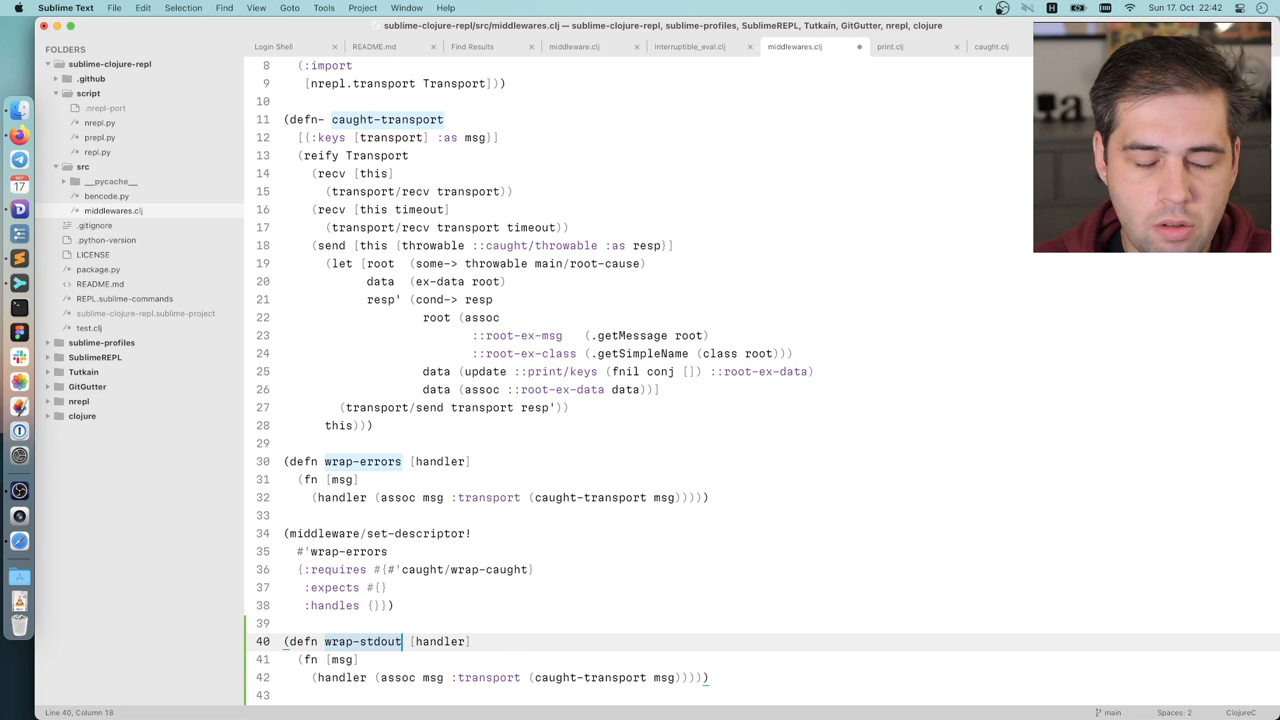 Sublime Text File Edit Selection Find View Goto Tools Project Window Help
Sun 17. Oct 22:42
sublime-clojure-repl/src/middlewares.clj — sublime-clojure-repl, sublime-profiles, SublimeREPL, Tutkain, GitGutter, nrepl, clojure
Login Shell README.md Find Results middleware.clj interruptible_eval.clj middlewares.clj print.clj caught.clj
FOLDERS
sublime-clojure-repl
.github
script
.nrepl-port
nrepl.py
prepl.py
repl.py
src
__pycache__
bencode.py
middlewares.clj
.gitignore
.python-version
LICENSE
package.py
README.md
REPL.sublime-commands
sublime-clojure-repl.sublime-project
test.clj
sublime-profiles
SublimeREPL
Tutkain
GitGutter
nrepl
clojure
8 (:import
9 [nrepl.transport Transport]))
10
11 (defn- caught-transport
12 [{:keys [transport] :as msg}]
13 (reify Transport
14 (recv [this]
15 (transport/recv transport))
16 (recv [this timeout]
17 (transport/recv transport timeout))
18 (send [this {throwable ::caught/throwable :as resp}]
19 (let [root (some-> throwable main/root-cause)
20 data (ex-data root)
21 resp' (cond-> resp
22 root (assoc
23 ::root-ex-msg (.getMessage root)
24 ::root-ex-class (.getSimpleName (class root)))
25 data (update ::print/keys (fnil conj []) ::root-ex-data)
26 data (assoc ::root-ex-data data))]
27 (transport/send transport resp'))
28 this)))
29
30 (defn wrap-errors [handler]
31 (fn [msg]
32 (handler (assoc msg :transport (caught-transport msg)))))
33
34 (middleware/set-descriptor!
35 #'wrap-errors
36 {:requires #{#'caught/wrap-caught}
37 :expects #{}
38 :handles {}})
39
40 (defn wrap-stdout [handler]
41 (fn [msg]
42 (handler (assoc msg :transport (caught-transport msg)))))
43
Line 40, Column 18 main Spaces: 2 ClojureC